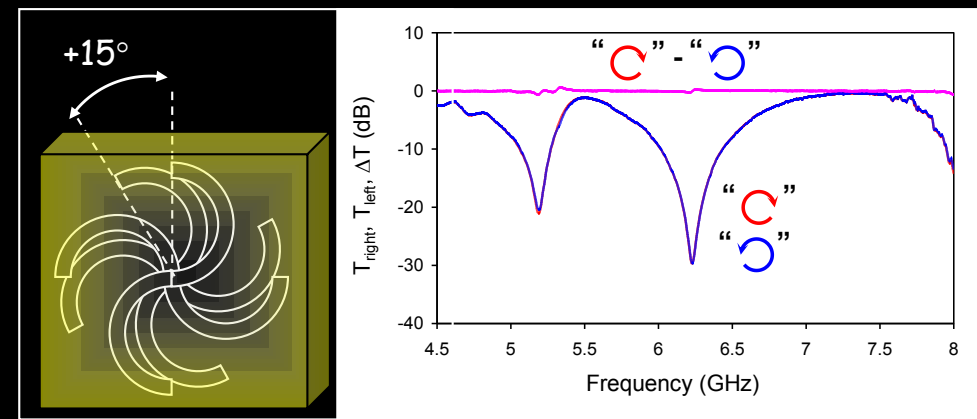 +15°
“ ” - “ ”
“ ”
“ ”
10
0
-10
-20
-30
-40
T_right, T_left, ΔT (dB)
4.5 5 5.5 6 6.5 7 7.5 8
Frequency (GHz)